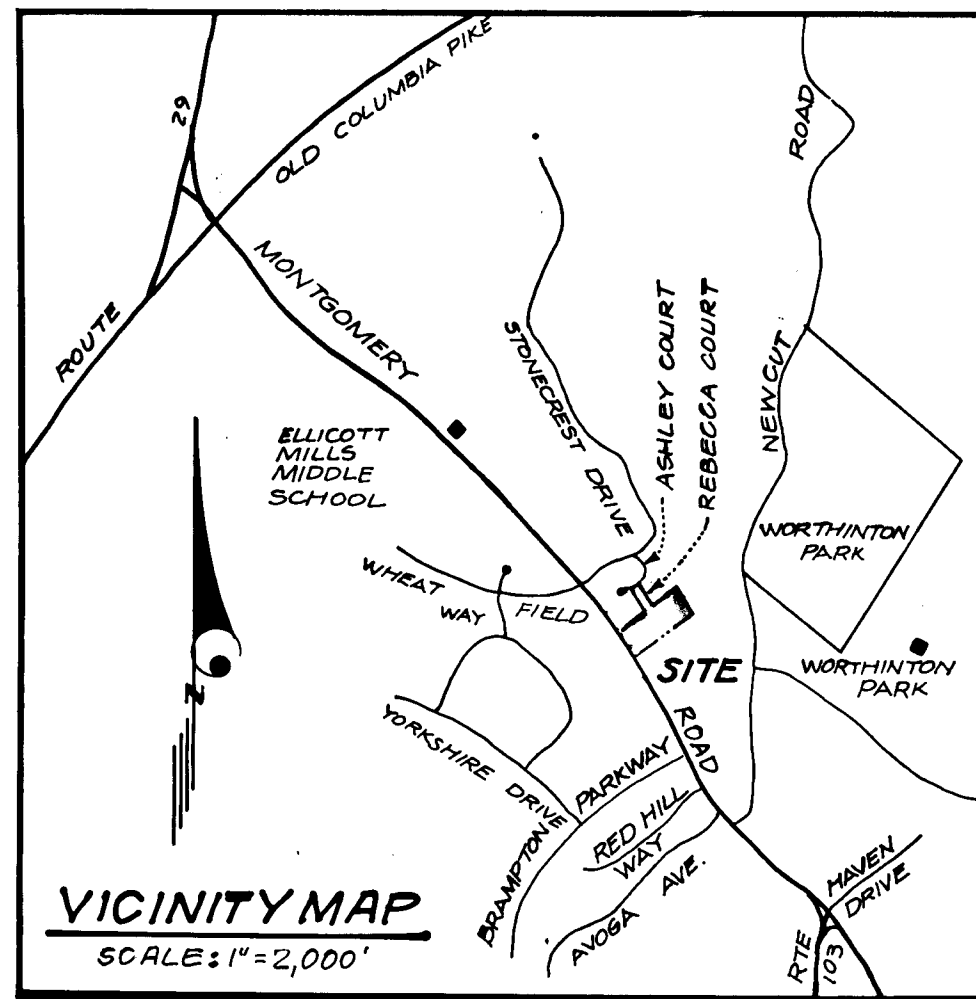 29
OLD COLUMBIA PIKE
ROUTE
MONTGOMERY
ROAD
STONECREST DRIVE
ASHLEY COURT
REBECCA COURT
NEWCUT
ROAD
ELLICOTT
MILLS
MIDDLE
SCHOOL
WORTHINTON
PARK
WHEAT
FIELD
WAY
SITE
WORTHINTON
PARK
YORKSHIRE DRIVE
BRAMPTON
PARKWAY
RED HILL
WAY
AVOGA AVE.
HAVEN
DRIVE
RTE
103
N
VICINITY MAP
SCALE: 1" = 2,000'